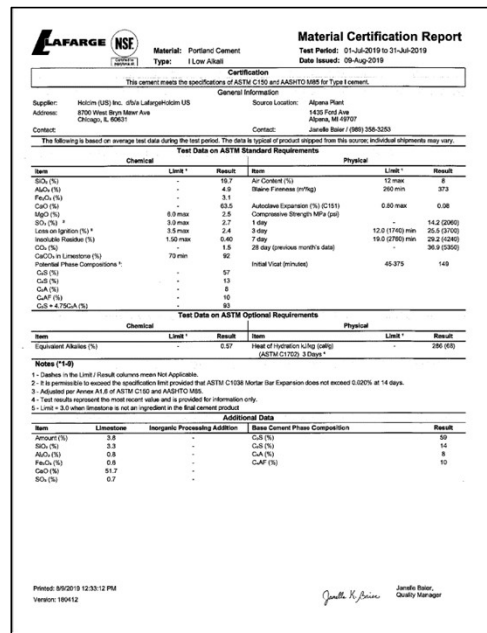 LAFARGE
NSF
Material Certification Report
Material: Portland Cement
Test Period: 01-Jul-2019 to 31-Jul-2019
Type: I Low Alkali
Date Issued: 09-Aug-2019
Certification
This cement meets the specifications of ASTM C150 and AASHTO M85 for Type I cement.
General Information
Supplier: Holcim (US) Inc. d/b/a LafargeHolcim US
Source Location: Alpena Plant
Address: 8700 West Bryn Mawr Ave
Chicago, IL 60631
1435 Ford Ave
Alpena, MI 49707
Contact:
Contact: Janelle Baier / (989) 358-3253
The following is based on average test data during the test period. The data is typical of product shipped from this source; individual shipments may vary.
Test Data on ASTM Standard Requirements
Chemical Physical
Item Limit ¹ Result Item Limit ¹ Result
SiO₂ (%) - 19.7 Air Content (%) 12 max 8
Al₂O₃ (%) - 4.9 Blaine Fineness (m²/kg) 260 min 373
Fe₂O₃ (%) - 3.1
CaO (%) - 63.5 Autoclave Expansion (%) (C151) 0.80 max 0.08
MgO (%) 6.0 max 2.5 Compressive Strength MPa (psi)
SO₃ (%) ² 3.0 max 2.7 1 day - 14.2 (2060)
Loss on Ignition (%) ⁵ 3.5 max 2.4 3 day 12.0 (1740) min 25.5 (3700)
Insoluble Residue (%) 1.50 max 0.40 7 day 19.0 (2760) min 29.2 (4240)
CO₂ (%) - 1.5 28 day (previous month's data) - 36.9 (5350)
CaCO₃ in Limestone (%) 70 min 92
Potential Phase Compositions ³: Initial Vicat (minutes) 45-375 149
C₃S (%) - 57
C₂S (%) - 13
C₃A (%) - 8
C₄AF (%) - 10
C₃S + 4.75C₃A (%) - 93
Test Data on ASTM Optional Requirements
Chemical Physical
Item Limit ¹ Result Item Limit ¹ Result
Equivalent Alkalies (%) - 0.57 Heat of Hydration kJ/kg (cal/g) - 286 (68)
(ASTM C1702) 3 Days ⁴
Notes (*1-9)
1 - Dashes in the Limit / Result columns mean Not Applicable.
2 - It is permissible to exceed the specification limit provided that ASTM C1038 Mortar Bar Expansion does not exceed 0.020% at 14 days.
3 - Adjusted per Annex A1.6 of ASTM C150 and AASHTO M85.
4 - Test results represent the most recent value and is provided for information only.
5 - Limit = 3.0 when limestone is not an ingredient in the final cement product
Additional Data
Item Limestone Inorganic Processing Addition Base Cement Phase Composition Result
Amount (%) 3.8 - C₃S (%) 59
SiO₂ (%) 3.3 - C₂S (%) 14
Al₂O₃ (%) 0.8 - C₃A (%) 8
Fe₂O₃ (%) 0.6 - C₄AF (%) 10
CaO (%) 51.7 -
SO₃ (%) 0.7 -
Printed: 8/9/2019 12:33:12 PM
Version: 180412
Janelle K. Baier
Janelle Baier,
Quality Manager